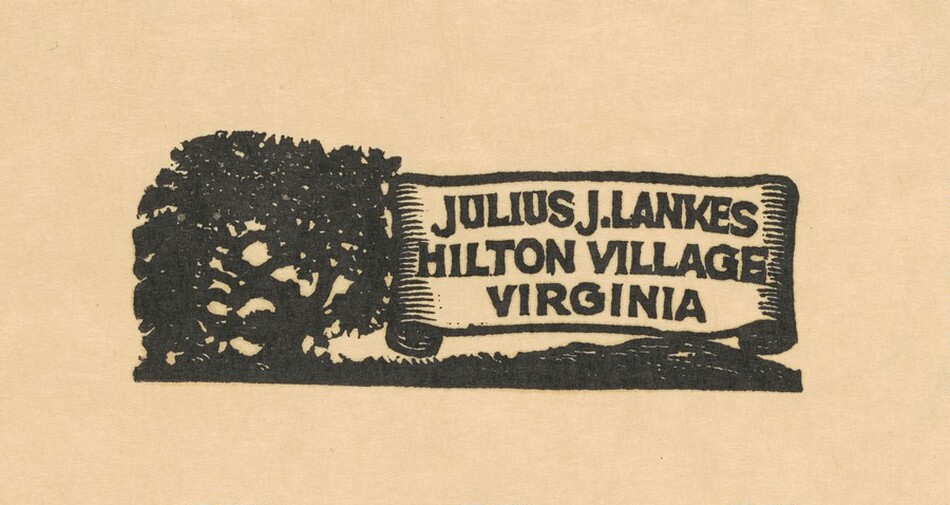 JULIUS J. LANKES
HILTON VILLAGE
VIRGINIA